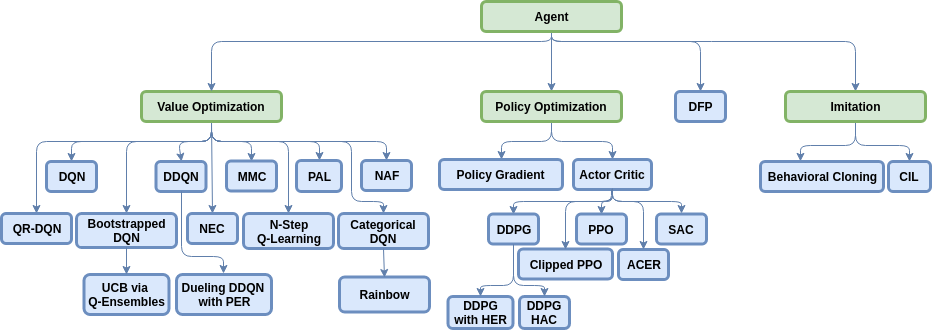 Agent
Value Optimization
Policy Optimization
DFP
Imitation
DQN
DDQN
MMC
PAL
NAF
Policy Gradient
Actor Critic
Behavioral Cloning
CIL
QR-DQN
Bootstrapped
DQN
NEC
N-Step
Q-Learning
Categorical
DQN
DDPG
PPO
SAC
Clipped PPO
ACER
UCB via
Q-Ensembles
Dueling DDQN
with PER
Rainbow
DDPG
with HER
DDPG
HAC